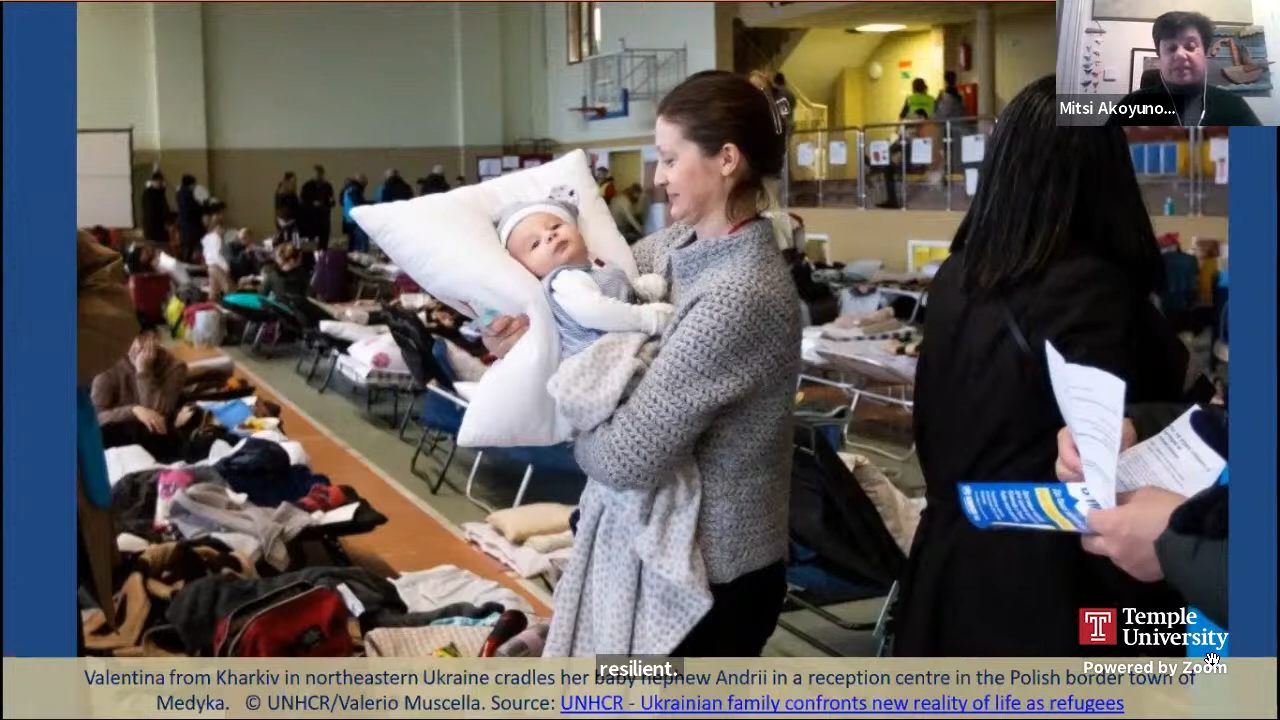 Mitsi Akoyuno...
Temple
University
Powered by Zoom
resilient.
Valentina from Kharkiv in northeastern Ukraine cradles her baby nephew Andrii in a reception centre in the Polish border town of
Medyka. © UNHCR/Valerio Muscella. Source: UNHCR - Ukrainian family confronts new reality of life as refugees